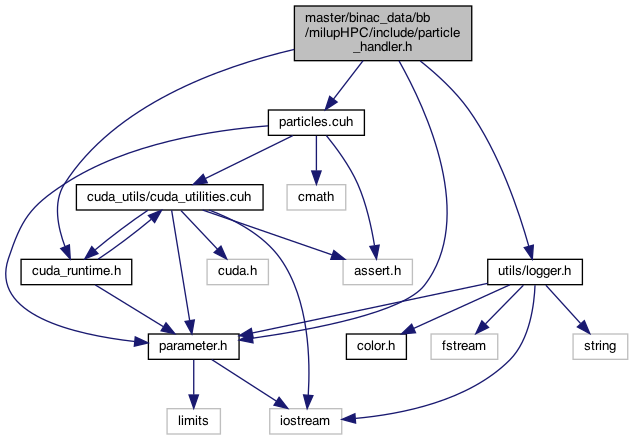 master/binac_data/bb
/milupHPC/include/particle
_handler.h
particles.cuh
cuda_utils/cuda_utilities.cuh
cmath
cuda_runtime.h
cuda.h
assert.h
utils/logger.h
parameter.h
color.h
fstream
string
limits
iostream